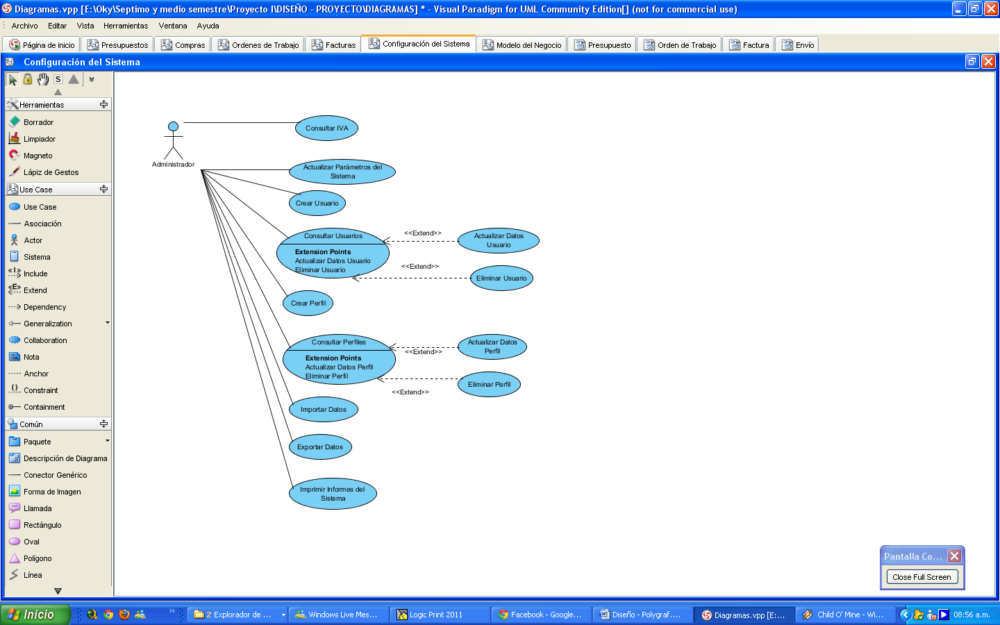 Diagramas.vpp [E:\Oky\Septimo y medio semestre\Proyecto I\DISEÑO - PROYECTO\DIAGRAMAS] * - Visual Paradigm for UML Community Edition[] (not for commercial use)
Archivo Editar Vista Herramientas Ventana Ayuda
Página de inicio Presupuestos Compras Ordenes de Trabajo Facturas Configuración del Sistema Modelo del Negocio Presupuesto Orden de Trabajo Factura Envío
Configuración del Sistema
S
Herramientas
Borrador
Limpiador
Magneto
Lápiz de Gestos
Use Case
Use Case
Asociación
Actor
Sistema
Include
Extend
Dependency
Generalization
Collaboration
Nota
Anchor
Constraint
Containment
Común
Paquete
Descripción de Diagrama
Conector Genérico
Forma de Imagen
Llamada
Rectángulo
Oval
Polígono
Línea
Administrador
Consultar IVA
Actualizar Parámetros del
Sistema
Crear Usuario
Consultar Usuarios
Extension Points
Actualizar Datos Usuario
Eliminar Usuario
<<Extend>>
Actualizar Datos
Usuario
<<Extend>>
Eliminar Usuario
Crear Perfil
Consultar Perfiles
Extension Points
Actualizar Datos Perfil
Eliminar Perfil
<<Extend>>
Actualizar Datos
Perfil
<<Extend>>
Eliminar Perfil
Importar Datos
Exportar Datos
Imprimir Informes del
Sistema
Pantalla Co...
Close Full Screen
Inicio
2 Explorador de ... Windows Live Mes... Logic Print 2011 Facebook - Google... Diseño - Polygraf... Diagramas.vpp [E:... Child O' Mine - Wi... 08:56 a.m.